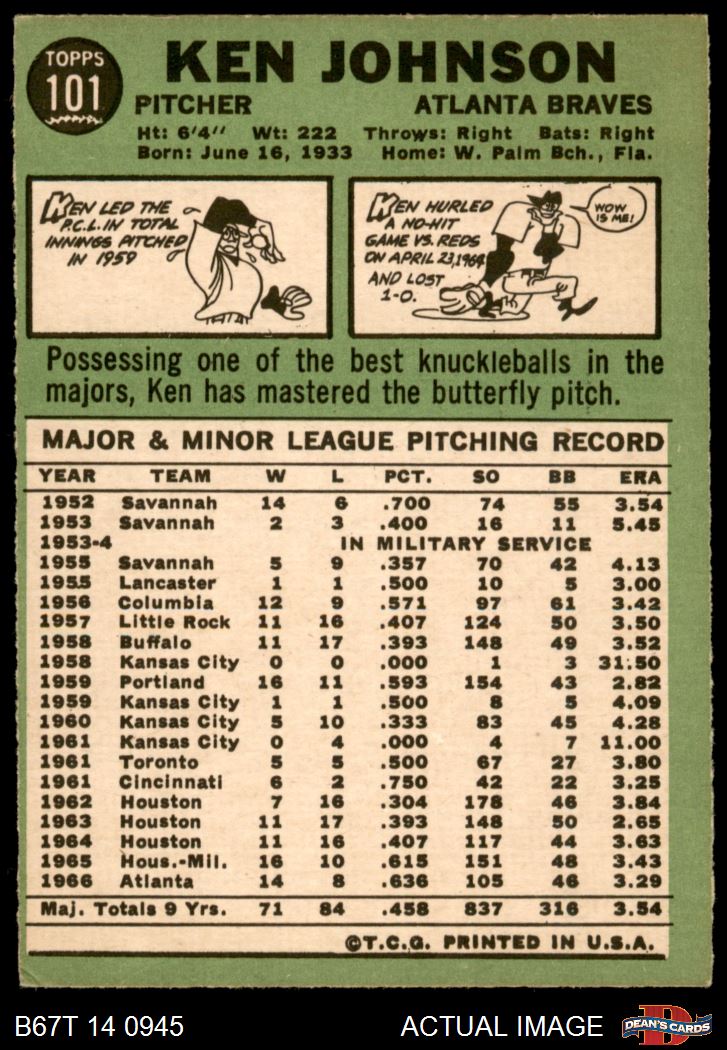 TOPPS
101
KEN JOHNSON
PITCHER ATLANTA BRAVES
Ht: 6'4" Wt: 222 Throws: Right Bats: Right
Born: June 16, 1933 Home: W. Palm Bch., Fla.
KEN LED THE
P.C.L. IN TOTAL
INNINGS PITCHED
IN 1959
KEN HURLED
A NO-HIT
GAME VS. REDS
ON APRIL 23, 1964
AND LOST
1-0.
WOW
IS ME!
Possessing one of the best knuckleballs in the
majors, Ken has mastered the butterfly pitch.
MAJOR & MINOR LEAGUE PITCHING RECORD
YEAR TEAM W L PCT. SO BB ERA
1952 Savannah 14 6 .700 74 55 3.54
1953 Savannah 2 3 .400 16 11 5.45
1953-4 IN MILITARY SERVICE
1955 Savannah 5 9 .357 70 42 4.13
1955 Lancaster 1 1 .500 10 5 3.00
1956 Columbia 12 9 .571 97 61 3.42
1957 Little Rock 11 16 .407 124 50 3.50
1958 Buffalo 11 17 .393 148 49 3.52
1958 Kansas City 0 0 .000 1 3 31.50
1959 Portland 16 11 .593 154 43 2.82
1959 Kansas City 1 1 .500 8 5 4.09
1960 Kansas City 5 10 .333 83 45 4.28
1961 Kansas City 0 4 .000 4 7 11.00
1961 Toronto 5 5 .500 67 27 3.80
1961 Cincinnati 6 2 .750 42 22 3.25
1962 Houston 7 16 .304 178 46 3.84
1963 Houston 11 17 .393 148 50 2.65
1964 Houston 11 16 .407 117 44 3.63
1965 Hous.-Mil. 16 10 .615 151 48 3.43
1966 Atlanta 14 8 .636 105 46 3.29
Maj. Totals 9 Yrs. 71 84 .458 837 316 3.54
©T.C.G. PRINTED IN U.S.A.
B67T 14 0945 ACTUAL IMAGE
D
DEAN'S CARDS